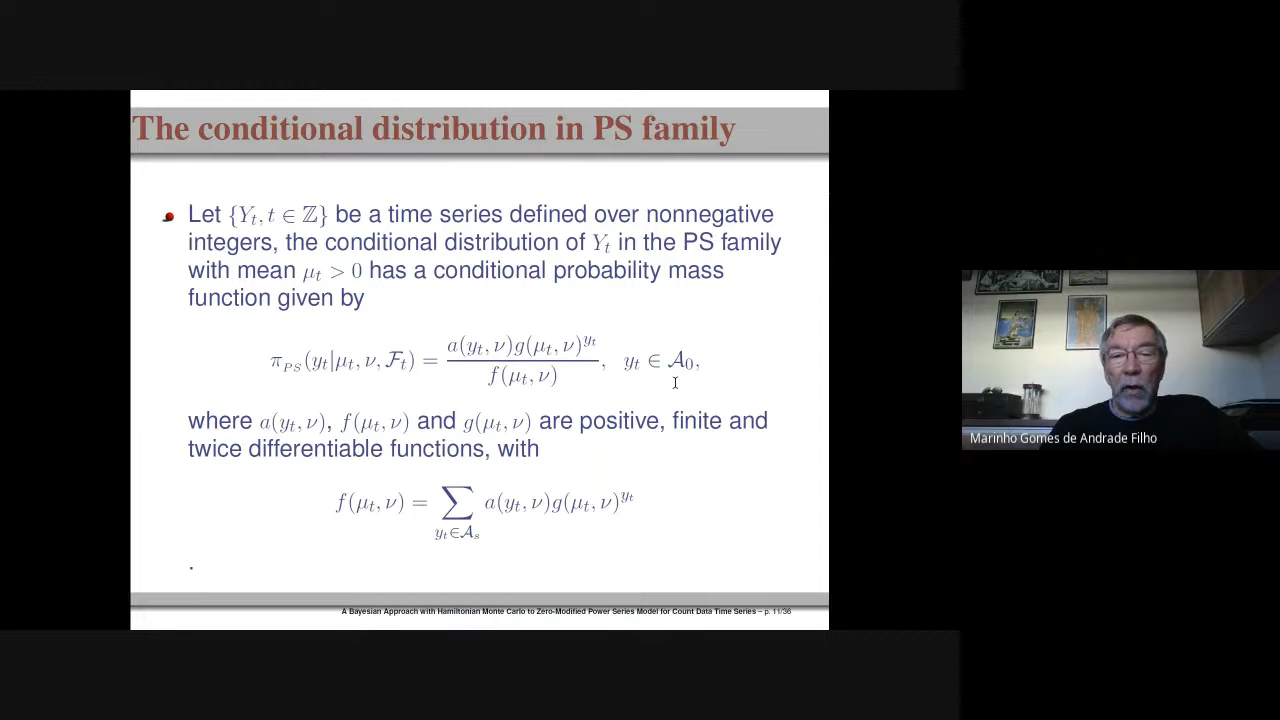 The conditional distribution in PS family
Let {Y_t, t ∈ ℤ} be a time series defined over nonnegative
integers, the conditional distribution of Y_t in the PS family
with mean μ_t > 0 has a conditional probability mass
function given by
π_{PS}(y_t|μ_t, ν, ℱ_t) = a(y_t, ν)g(μ_t, ν)^{y_t} / f(μ_t, ν), y_t ∈ 𝒜_0,
where a(y_t, ν), f(μ_t, ν) and g(μ_t, ν) are positive, finite and
twice differentiable functions, with
f(μ_t, ν) = ∑_{y_t∈𝒜_s} a(y_t, ν)g(μ_t, ν)^{y_t}
.
A Bayesian Approach with Hamiltonian Monte Carlo to Zero-Modified Power Series Model for Count Data Time Series – p. 11/36
Marinho Gomes de Andrade Filho